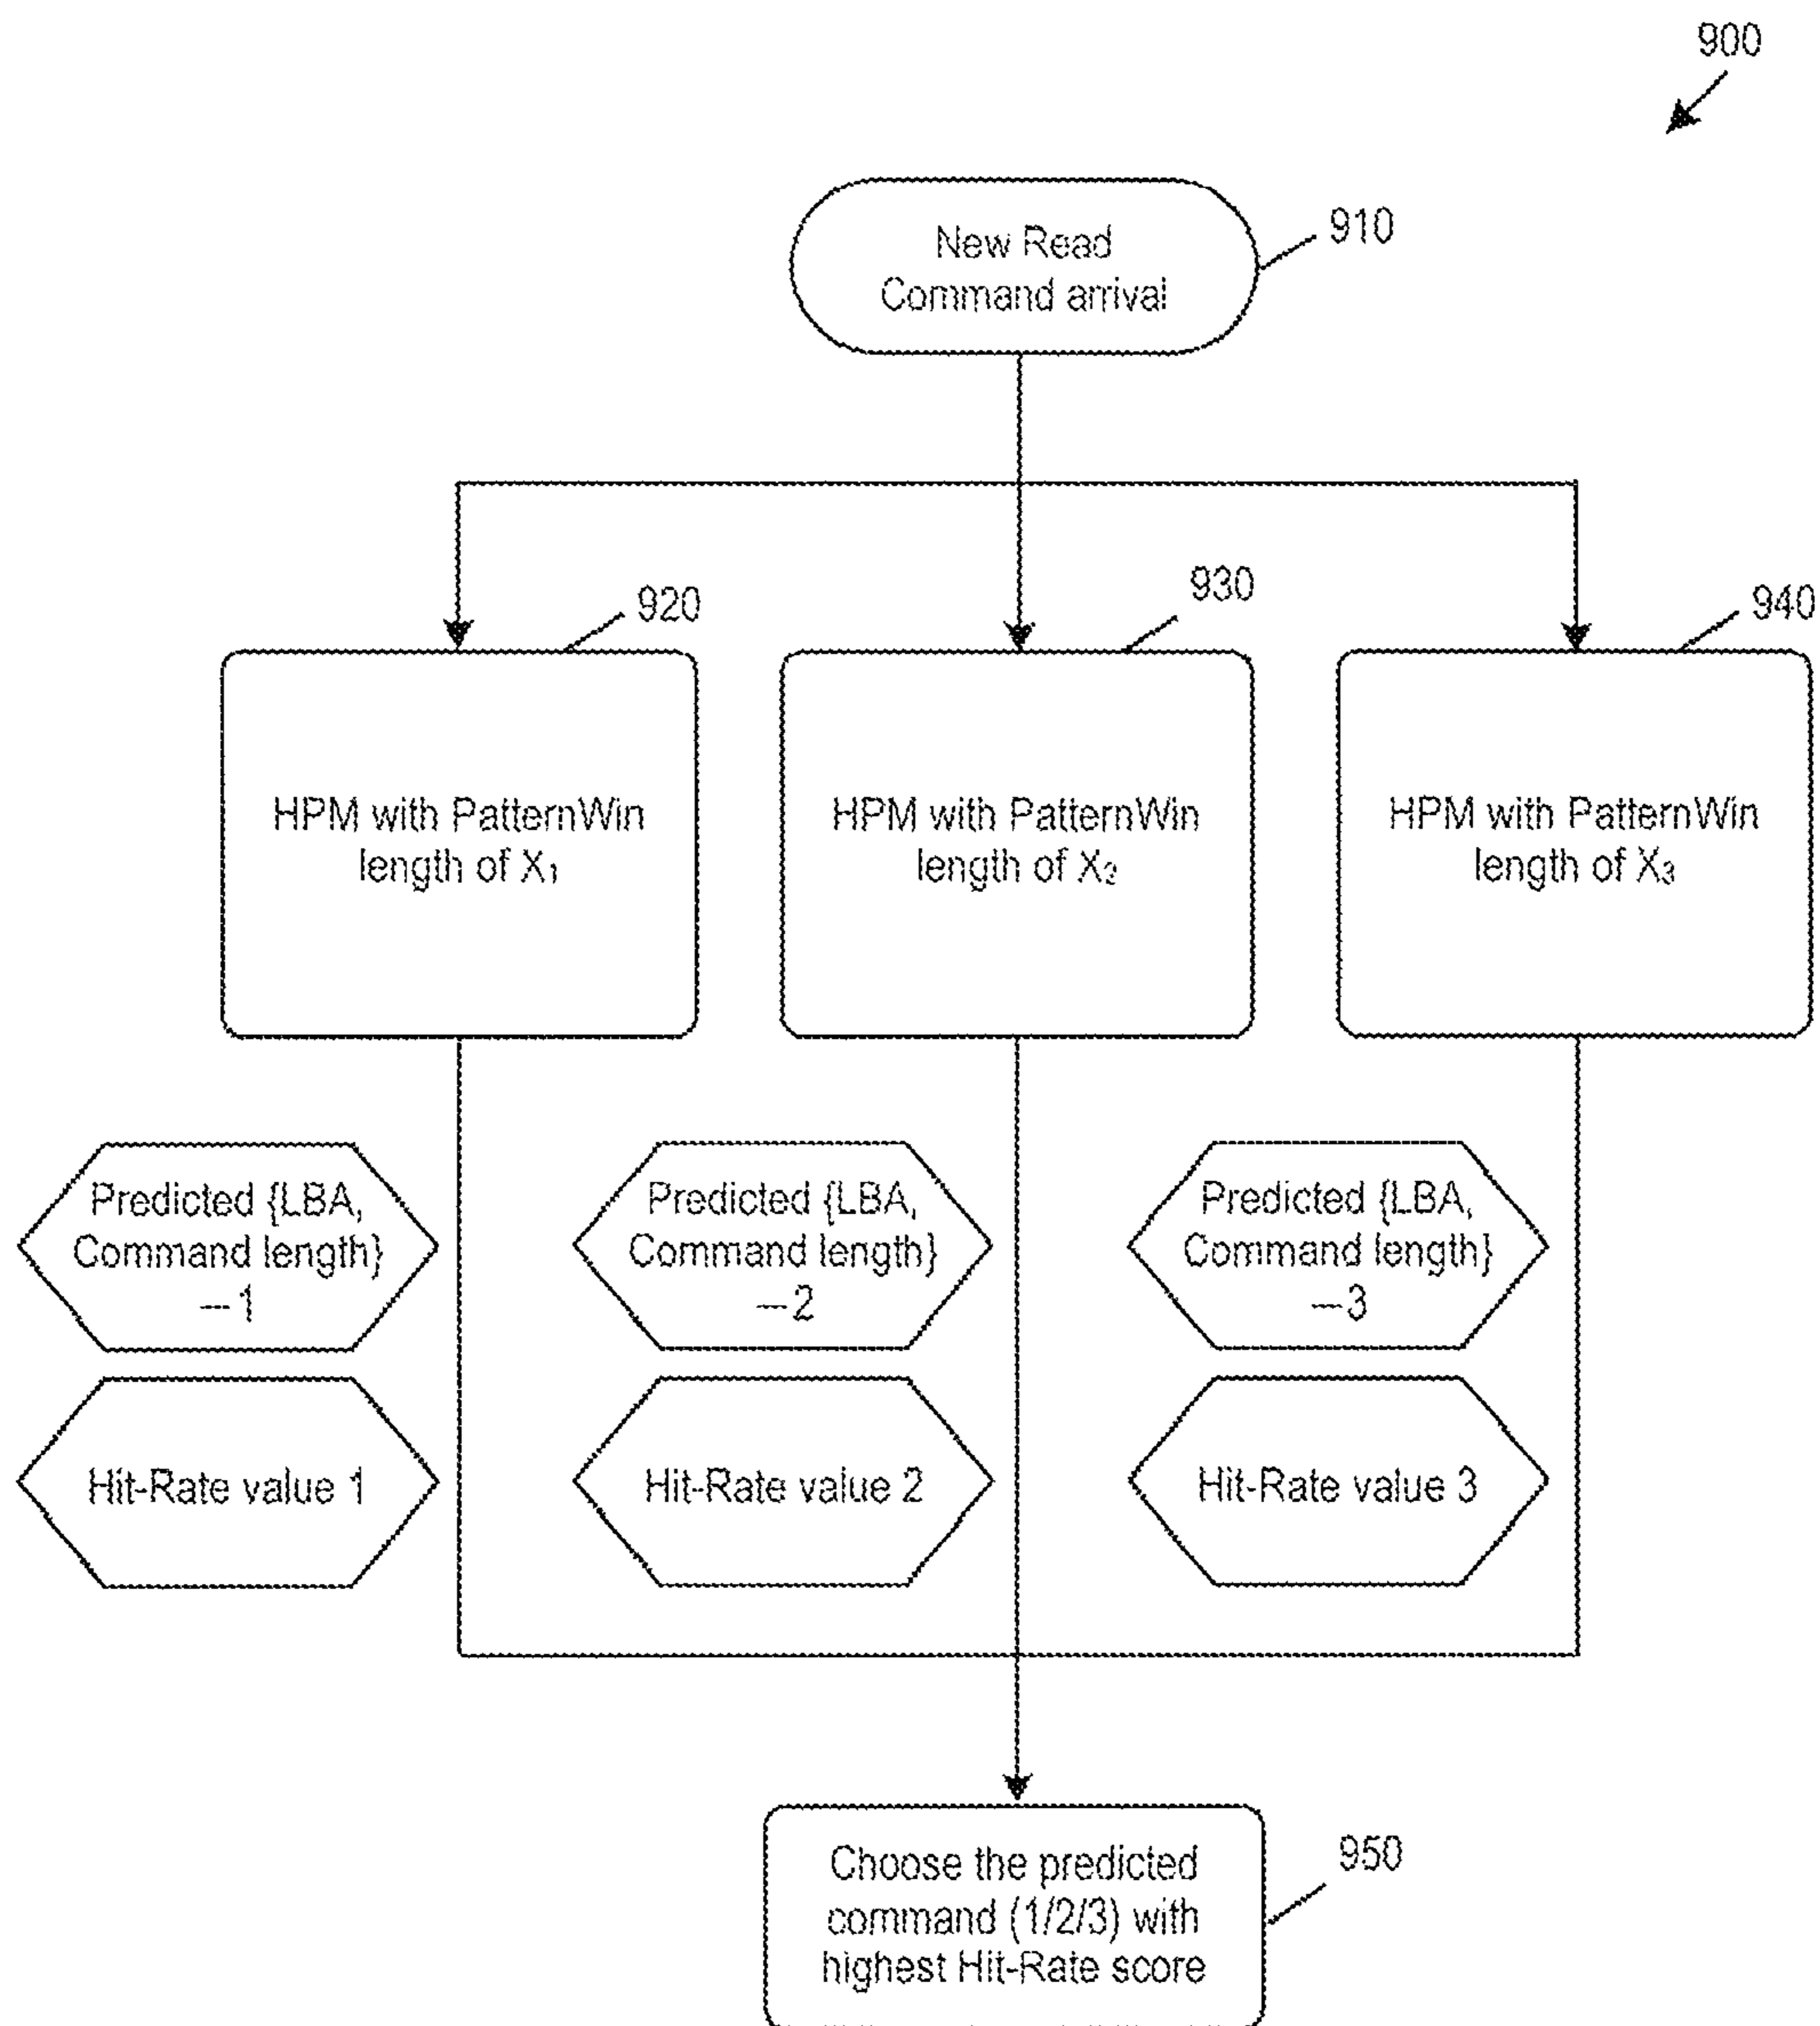 900
New Read
Command arrival
910
920
930
940
HPM with PatternWin
length of X₁
HPM with PatternWin
length of X₂
HPM with PatternWin
length of X₃
Predicted {LBA,
Command length}
—1
Predicted {LBA,
Command length}
—2
Predicted {LBA,
Command length}
—3
Hit-Rate value 1
Hit-Rate value 2
Hit-Rate value 3
Choose the predicted
command (1/2/3) with
highest Hit-Rate score
950